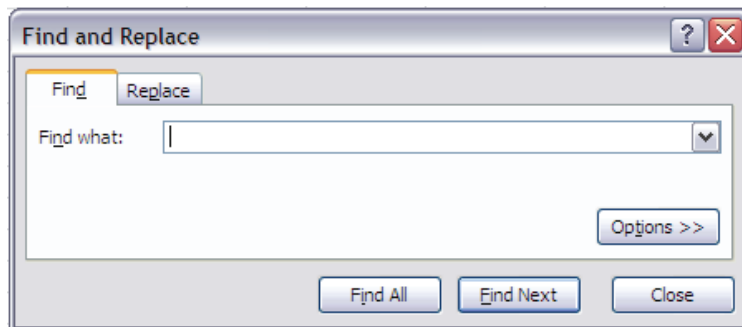 Find and Replace ?
Find Replace
Find what:
Options >>
Find All Find Next Close